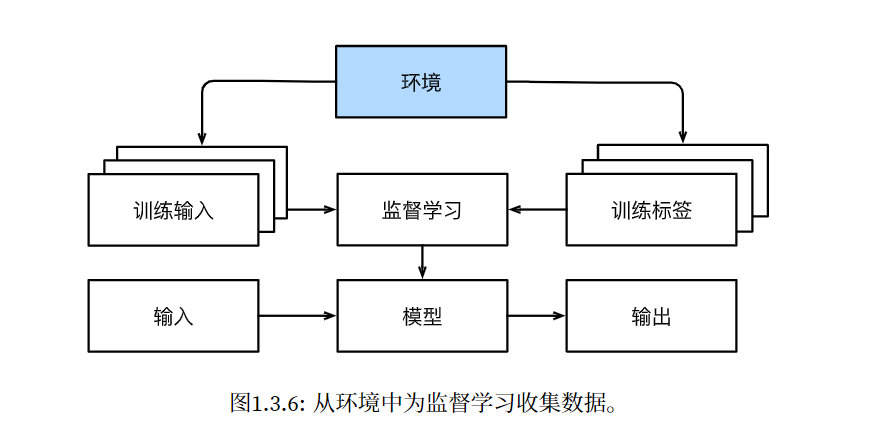 环境
训练输入
监督学习
训练标签
输入
模型
输出
图1.3.6: 从环境中为监督学习收集数据。